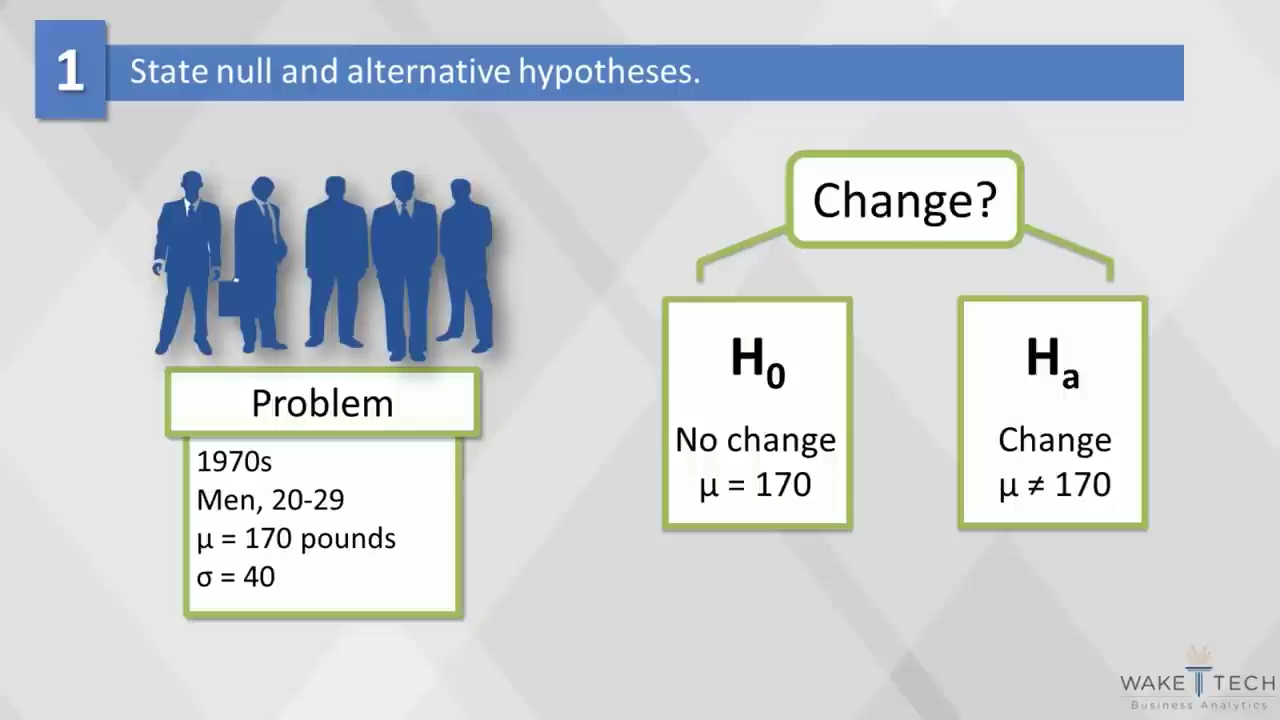 1
State null and alternative hypotheses.
Change?
Problem
1970s
Men, 20-29
μ = 170 pounds
σ = 40
H₀
No change
μ = 170
Hₐ
Change
μ ≠ 170
WAKE TECH
Business Analytics